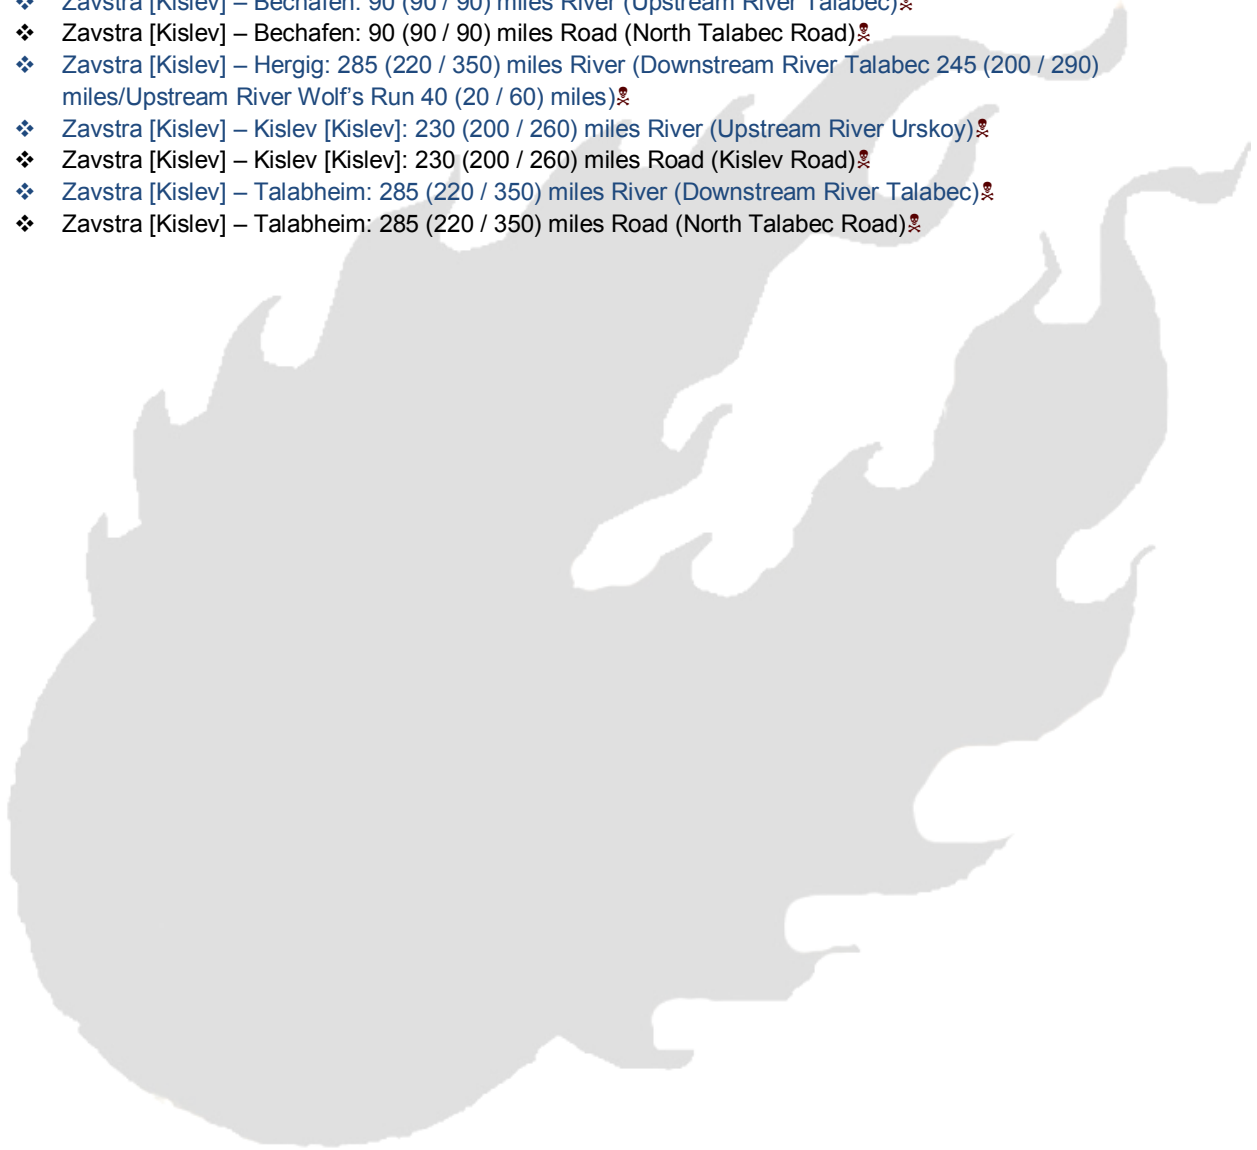 ❖ Zavstra [Kislev] – Bechafen: 90 (90 / 90) miles River (Upstream River Talabec)☠
❖ Zavstra [Kislev] – Bechafen: 90 (90 / 90) miles Road (North Talabec Road)☠
❖ Zavstra [Kislev] – Hergig: 285 (220 / 350) miles River (Downstream River Talabec 245 (200 / 290)
miles/Upstream River Wolf’s Run 40 (20 / 60) miles)☠
❖ Zavstra [Kislev] – Kislev [Kislev]: 230 (200 / 260) miles River (Upstream River Urskoy)☠
❖ Zavstra [Kislev] – Kislev [Kislev]: 230 (200 / 260) miles Road (Kislev Road)☠
❖ Zavstra [Kislev] – Talabheim: 285 (220 / 350) miles River (Downstream River Talabec)☠
❖ Zavstra [Kislev] – Talabheim: 285 (220 / 350) miles Road (North Talabec Road)☠